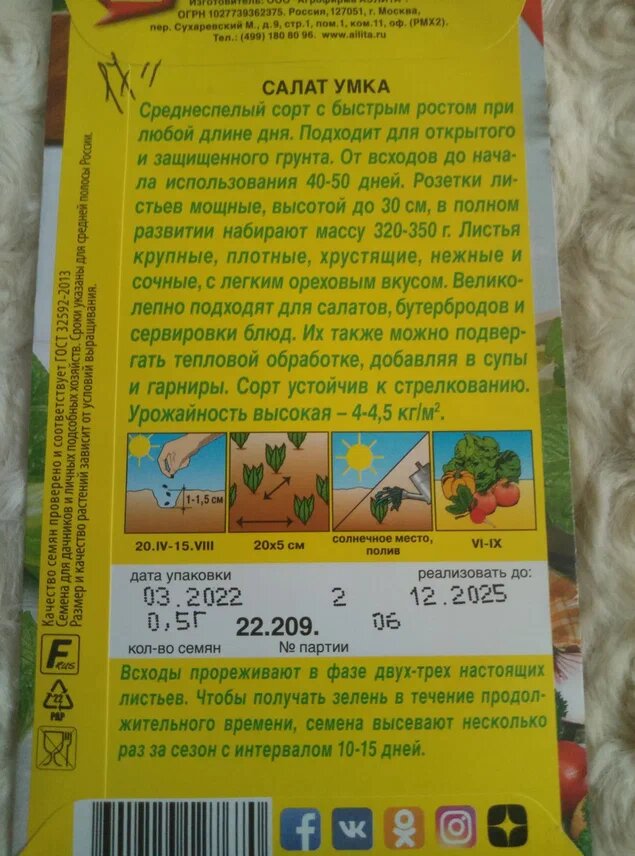 Изготовитель: ООО "Агрофирма АЭЛИТА"
ОГРН 1027739362375. Россия,127051, г. Москва,
пер. Сухаревский М., д.9, стр.1, пом.1, ком.11, оф. (РМХ2).
Тел.: (499) 180 80 96. www.ailita.ru
САЛАТ УМКА
Среднеспелый сорт с быстрым ростом при
любой длине дня. Подходит для открытого
и защищенного грунта. От всходов до нача-
ла использования 40-50 дней. Розетки ли-
стьев мощные, высотой до 30 см, в полном
развитии набирают массу 320-350 г. Листья
крупные, плотные, хрустящие, нежные и
сочные, с легким ореховым вкусом. Велико-
лепно подходят для салатов, бутербродов и
сервировки блюд. Их также можно подвер-
гать тепловой обработке, добавляя в супы
и гарниры. Сорт устойчив к стрелкованию.
Урожайность высокая – 4-4,5 кг/м².
1-1,5 см
20.IV-15.VIII
20x5 см
солнечное место,
полив
VI-IX
дата упаковки
реализовать до:
03.2022 2 12.2025
0,5Г 22.209. 06
кол-во семян № партии
Всходы прореживают в фазе двух-трех настоящих
листьев. Чтобы получать зелень в течение продол-
жительного времени, семена высевают несколько
раз за сезон с интервалом 10-15 дней.
Качество семян проверено и соответствует ГОСТ 32592-2013
Семена для дачников и личных подсобных хозяйств. Сроки указаны для средней полосы России.
Размер и качество растений зависит от условий выращивания.
F RUS
22
PAP